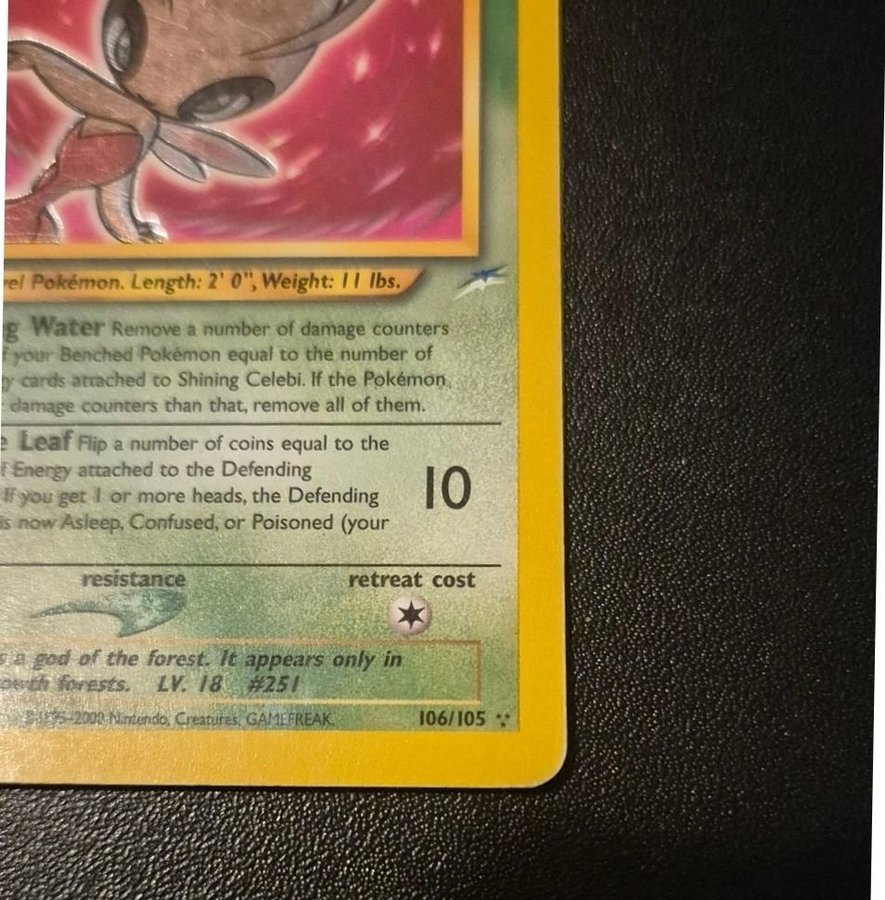 rel Pokémon. Length: 2' 0", Weight: 11 lbs.
g Water Remove a number of damage counters
f your Benched Pokémon equal to the number of
y cards attached to Shining Celebi. If the Pokémon
damage counters than that, remove all of them.
e Leaf Flip a number of coins equal to the
f Energy attached to the Defending
If you get 1 or more heads, the Defending
is now Asleep, Confused, or Poisoned (your
10
resistance retreat cost
s a god of the forest. It appears only in
owth forests. LV. 18 #251
©1995-2000 Nintendo, Creatures, GAMEFREAK. 106/105